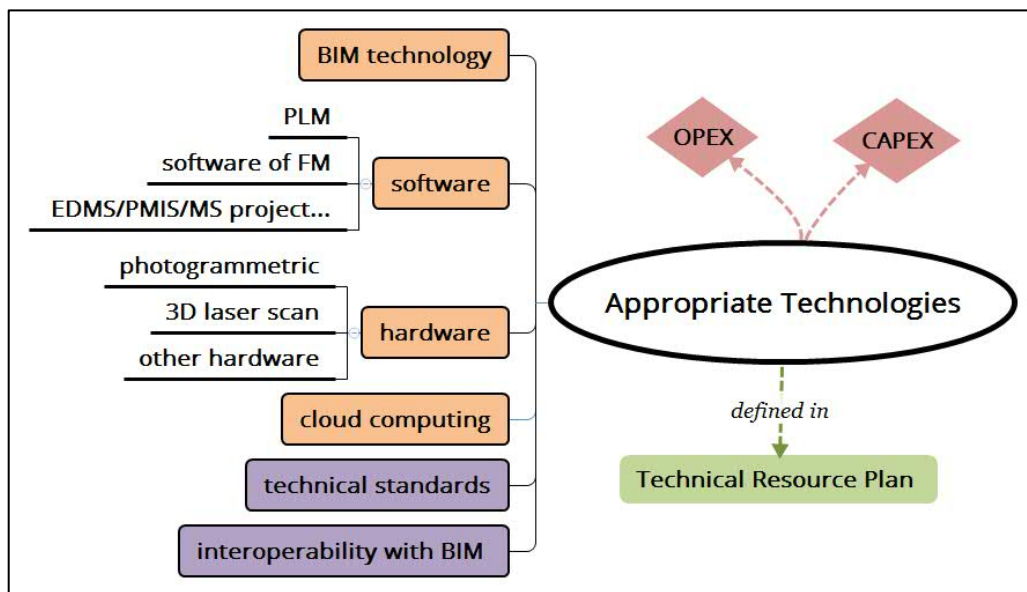 BIM technology
PLM
software of FM
EDMS/PMIS/MS project...
software
photogrammetric
3D laser scan
other hardware
hardware
cloud computing
technical standards
interoperability with BIM
OPEX
CAPEX
Appropriate Technologies
defined in
Technical Resource Plan